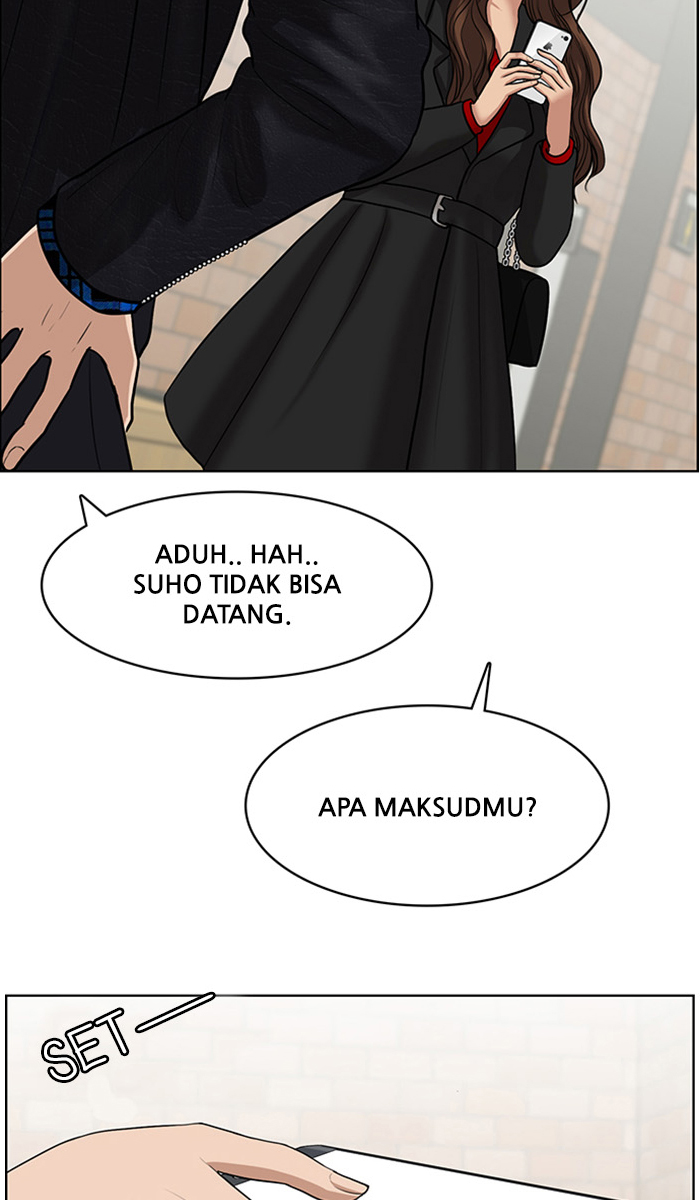 ADUH.. HAH..
SUHO TIDAK BISA
DATANG.
APA MAKSUDMU?
SET